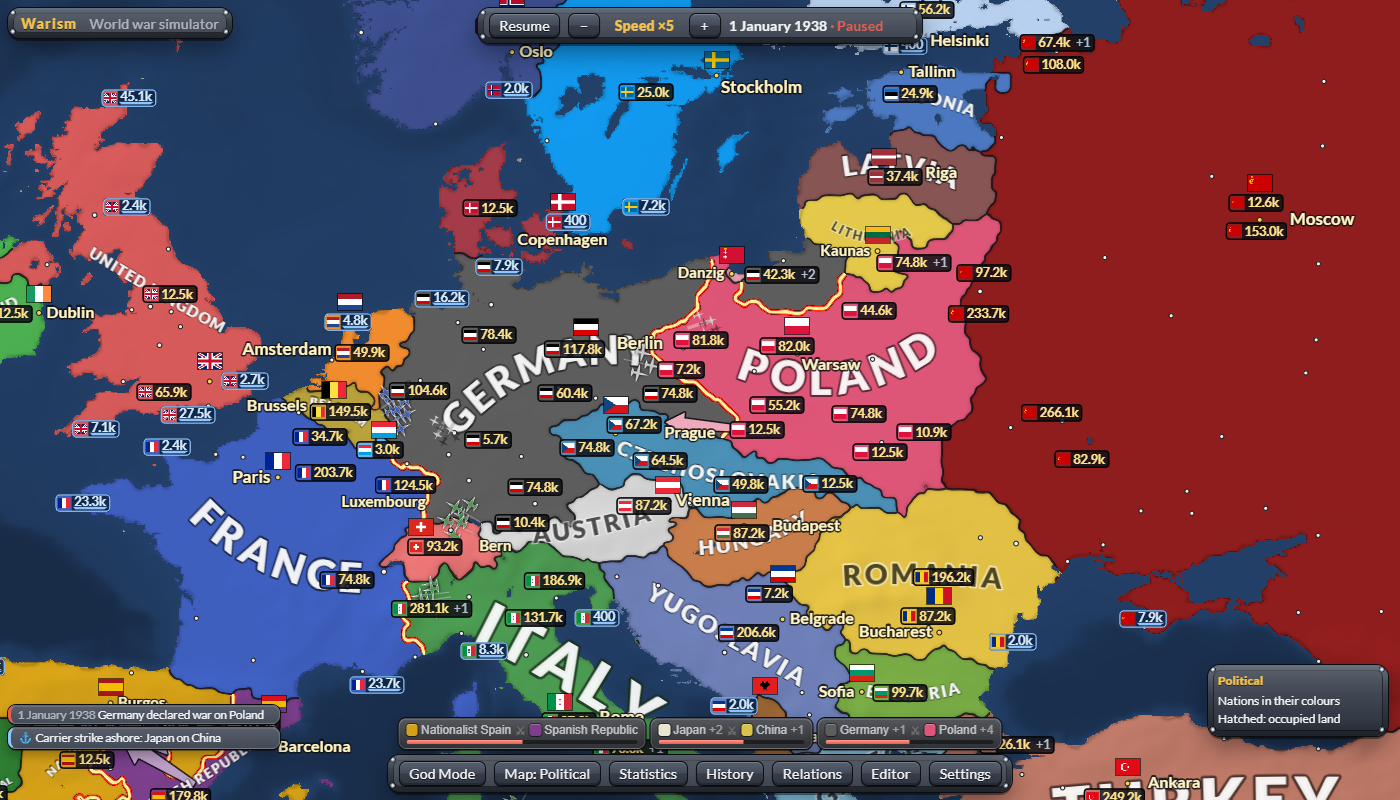 Warism World war simulator
Resume − Speed ×5 + 1 January 1938 · Paused
56.2k
400
Helsinki
67.4k +1
108.0k
Oslo
Tallinn
Stockholm
45.1k
2.0k
25.0k
24.9k
LATVIA
Riga
37.4k
12.6k
Moscow
153.0k
2.4k
12.5k
400
7.2k
Copenhagen
Kaunas
UNITED KINGDOM
7.9k
Danzig
42.3k +2
74.8k +1
97.2k
12.5k
16.2k
12.5k
Dublin
4.8k
44.6k
233.7k
78.4k
117.8k
Berlin
81.8k
82.0k
Warsaw
POLAND
Amsterdam
49.9k
GERMANY
7.2k
2.7k
65.9k
104.6k
60.4k
74.8k
Brussels
149.5k
27.5k
7.1k
55.2k
74.8k
266.1k
67.2k
Prague
12.5k
10.9k
34.7k
2.4k
3.0k
5.7k
74.8k
12.5k
82.9k
64.5k
Paris
203.7k
124.5k
74.8k
49.8k
12.5k
23.3k
Luxembourg
87.2k
Vienna
FRANCE
10.4k
AUSTRIA
87.2k
Budapest
HUNGARY
93.2k
Bern
74.8k
186.9k
ROMANIA
196.2k
7.2k
281.1k +1
131.7k
400
Belgrade
87.2k
Bucharest
7.9k
YUGOSLAVIA
206.6k
2.0k
8.3k
ITALY
23.7k
Sofia
99.7k
2.0k
Rome
Burgos
Political
Nations in their colours
Hatched: occupied land
1 January 1938 Germany declared war on Poland
Carrier strike ashore: Japan on China
Nationalist Spain Spanish Republic
Japan +2 China +1
Germany +1 Poland +4
26.1k +1
Barcelona
12.5k
179.8k
God Mode Map: Political Statistics History Relations Editor Settings
Ankara
249.2k
TURKEY